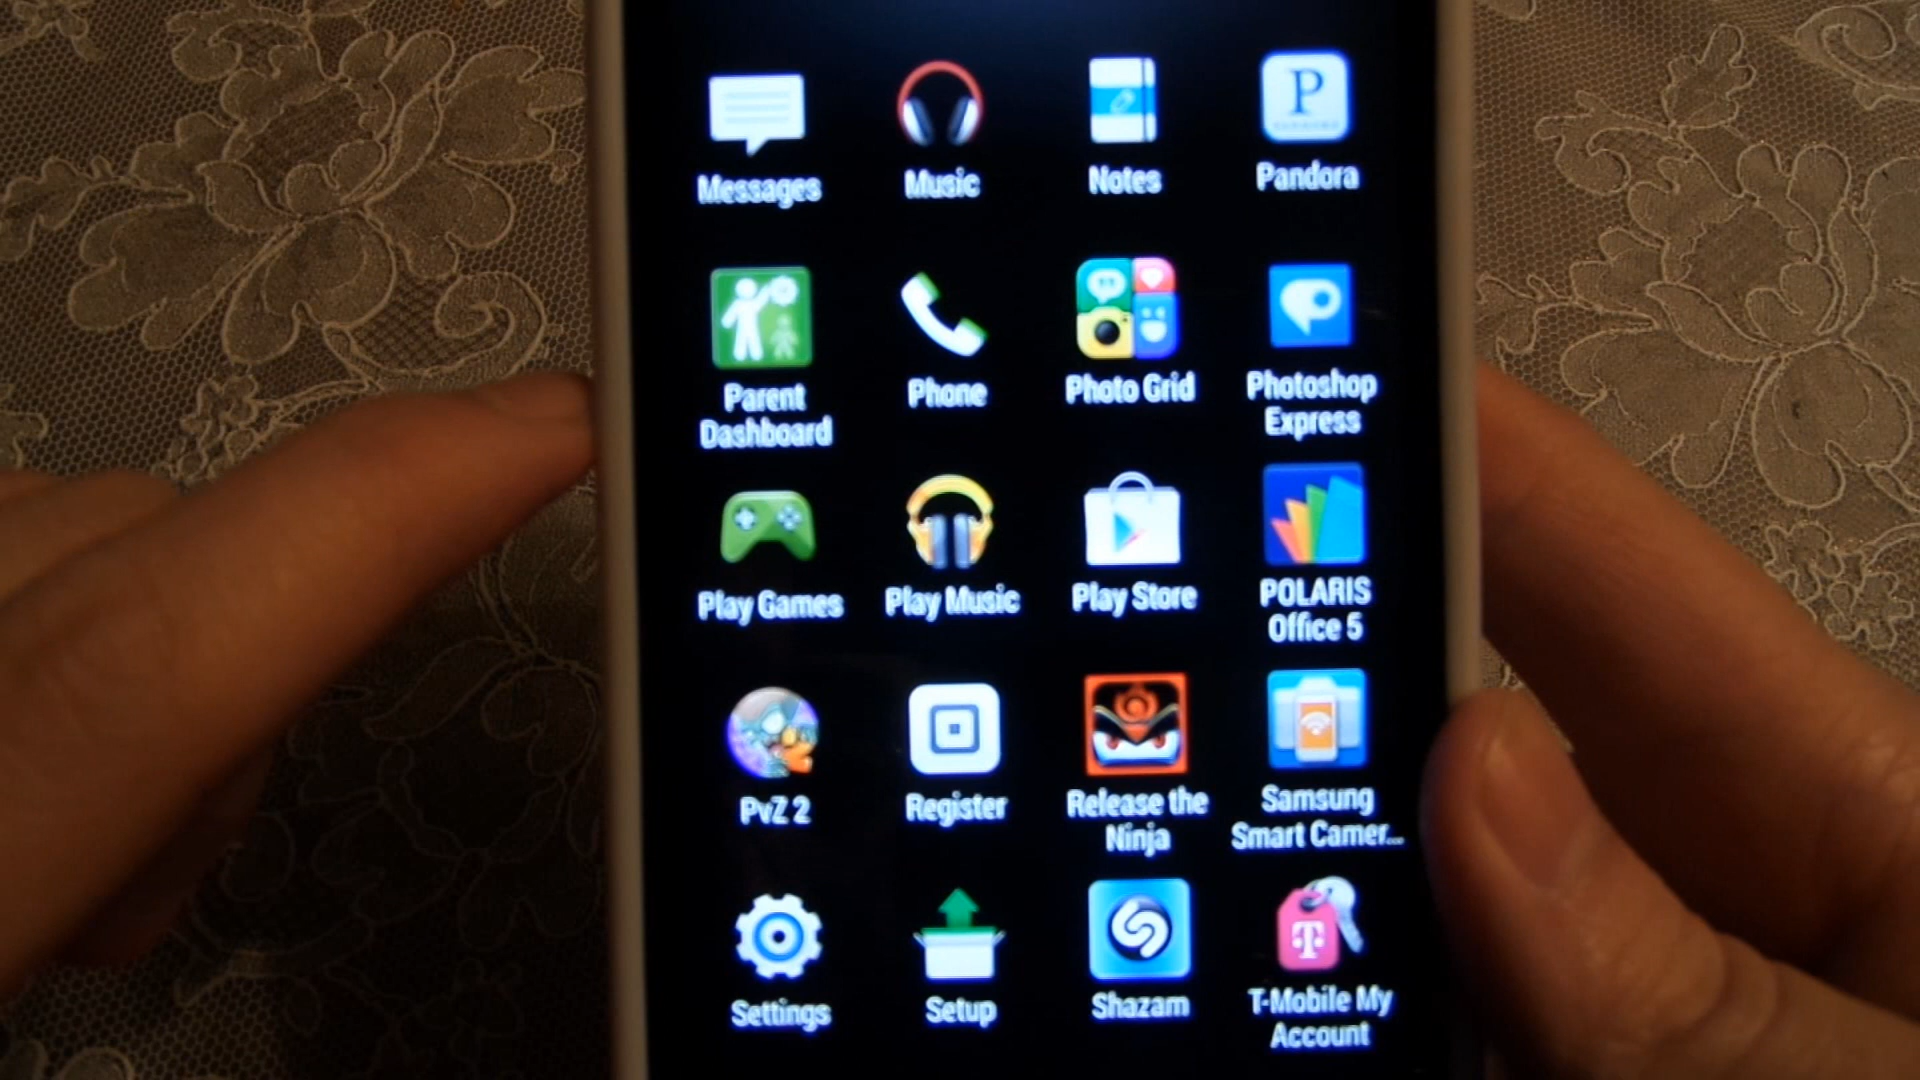 Messages
Music
Notes
P
Pandora
Parent
Dashboard
Phone
Photo Grid
Photoshop
Express
Play Games
Play Music
Play Store
POLARIS
Office 5
PvZ 2
Register
Release the
Ninja
Samsung
Smart Camer...
Settings
Setup
Shazam
T
T-Mobile My
Account